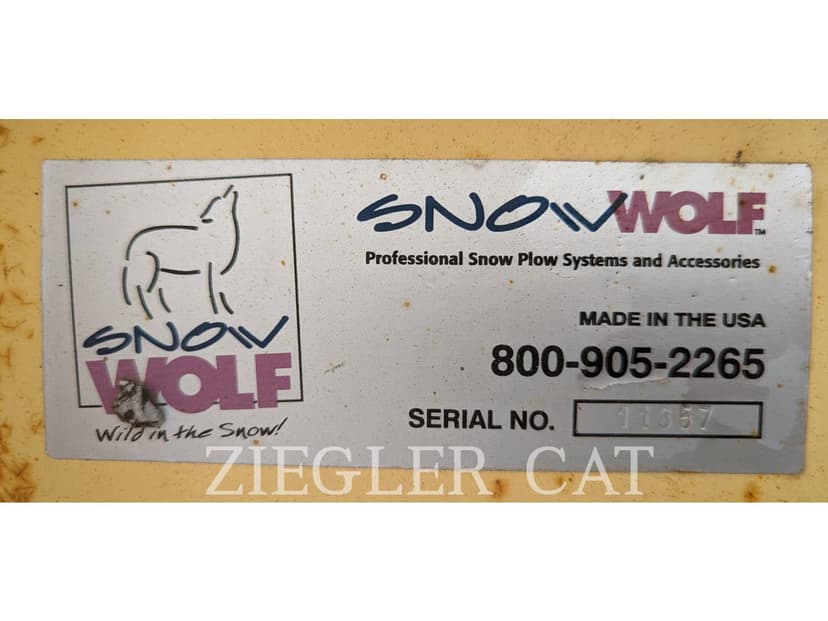 SNOW
WOLF
Wild in the Snow!
SNOWWOLF™
Professional Snow Plow Systems and Accessories
MADE IN THE USA
800-905-2265
SERIAL NO.
ZIEGLER CAT